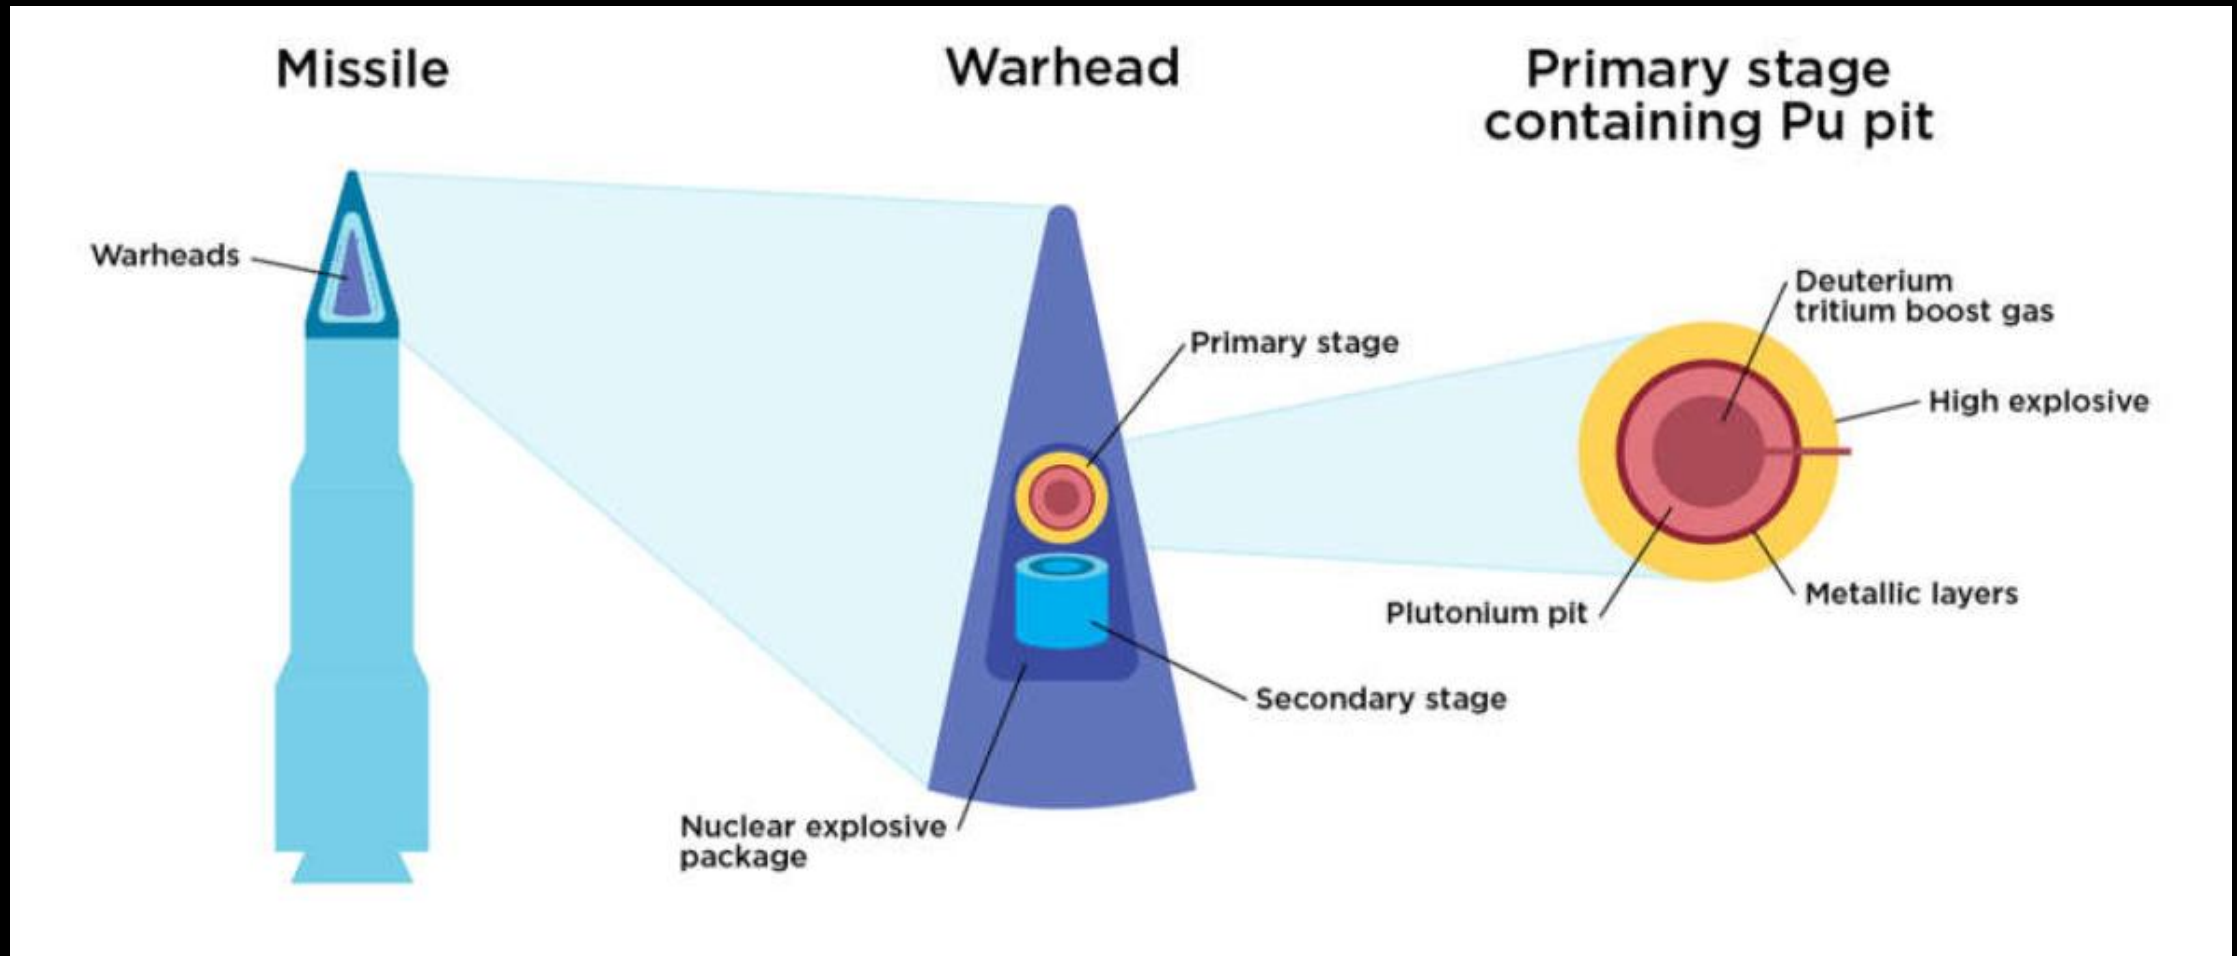 Missile
Warhead
Primary stage
containing Pu pit
Warheads
Primary stage
Deuterium
tritium boost gas
High explosive
Plutonium pit
Metallic layers
Secondary stage
Nuclear explosive
package